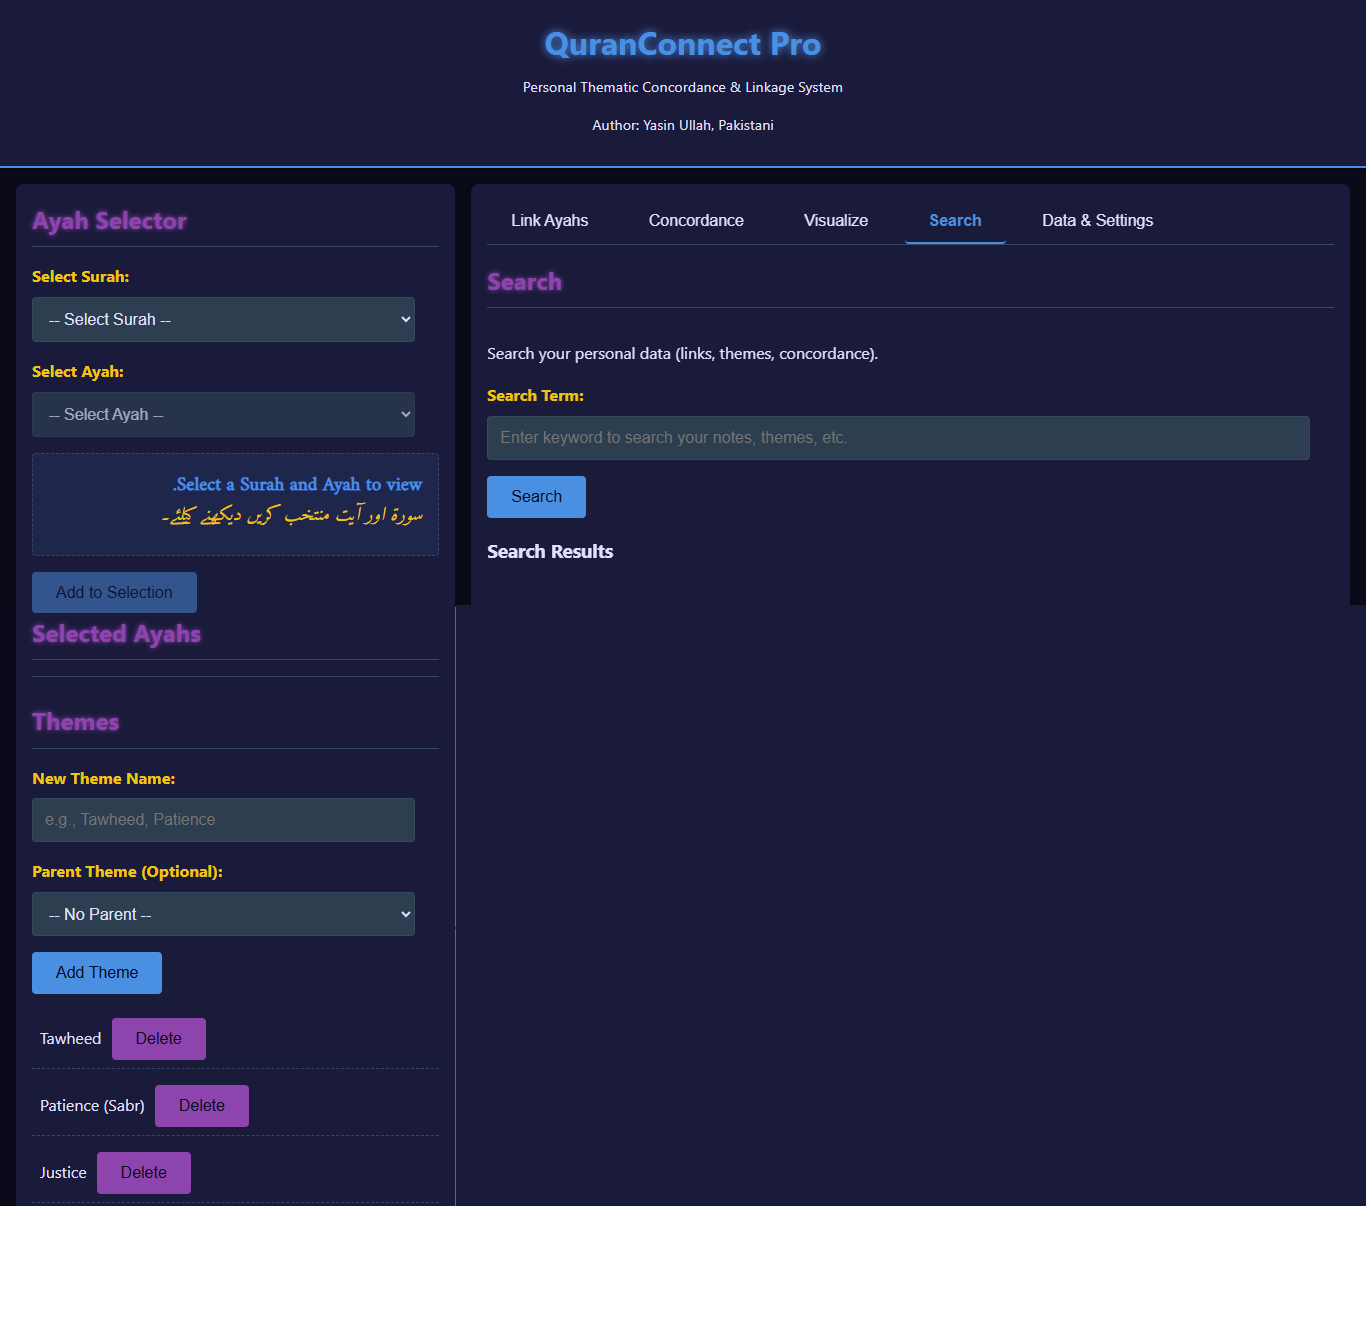 QuranConnect Pro
Personal Thematic Concordance & Linkage System
Author: Yasin Ullah, Pakistani
Ayah Selector
Select Surah:
-- Select Surah --
Select Ayah:
-- Select Ayah --
.Select a Surah and Ayah to view
سورۃ اور آیت منتخب کریں دیکھنے کیلئے۔
Add to Selection
Selected Ayahs
Themes
New Theme Name:
e.g., Tawheed, Patience
Parent Theme (Optional):
-- No Parent --
Add Theme
Tawheed Delete
Patience (Sabr) Delete
Justice Delete
Link Ayahs Concordance Visualize Search Data & Settings
Search
Search your personal data (links, themes, concordance).
Search Term:
Enter keyword to search your notes, themes, etc.
Search
Search Results